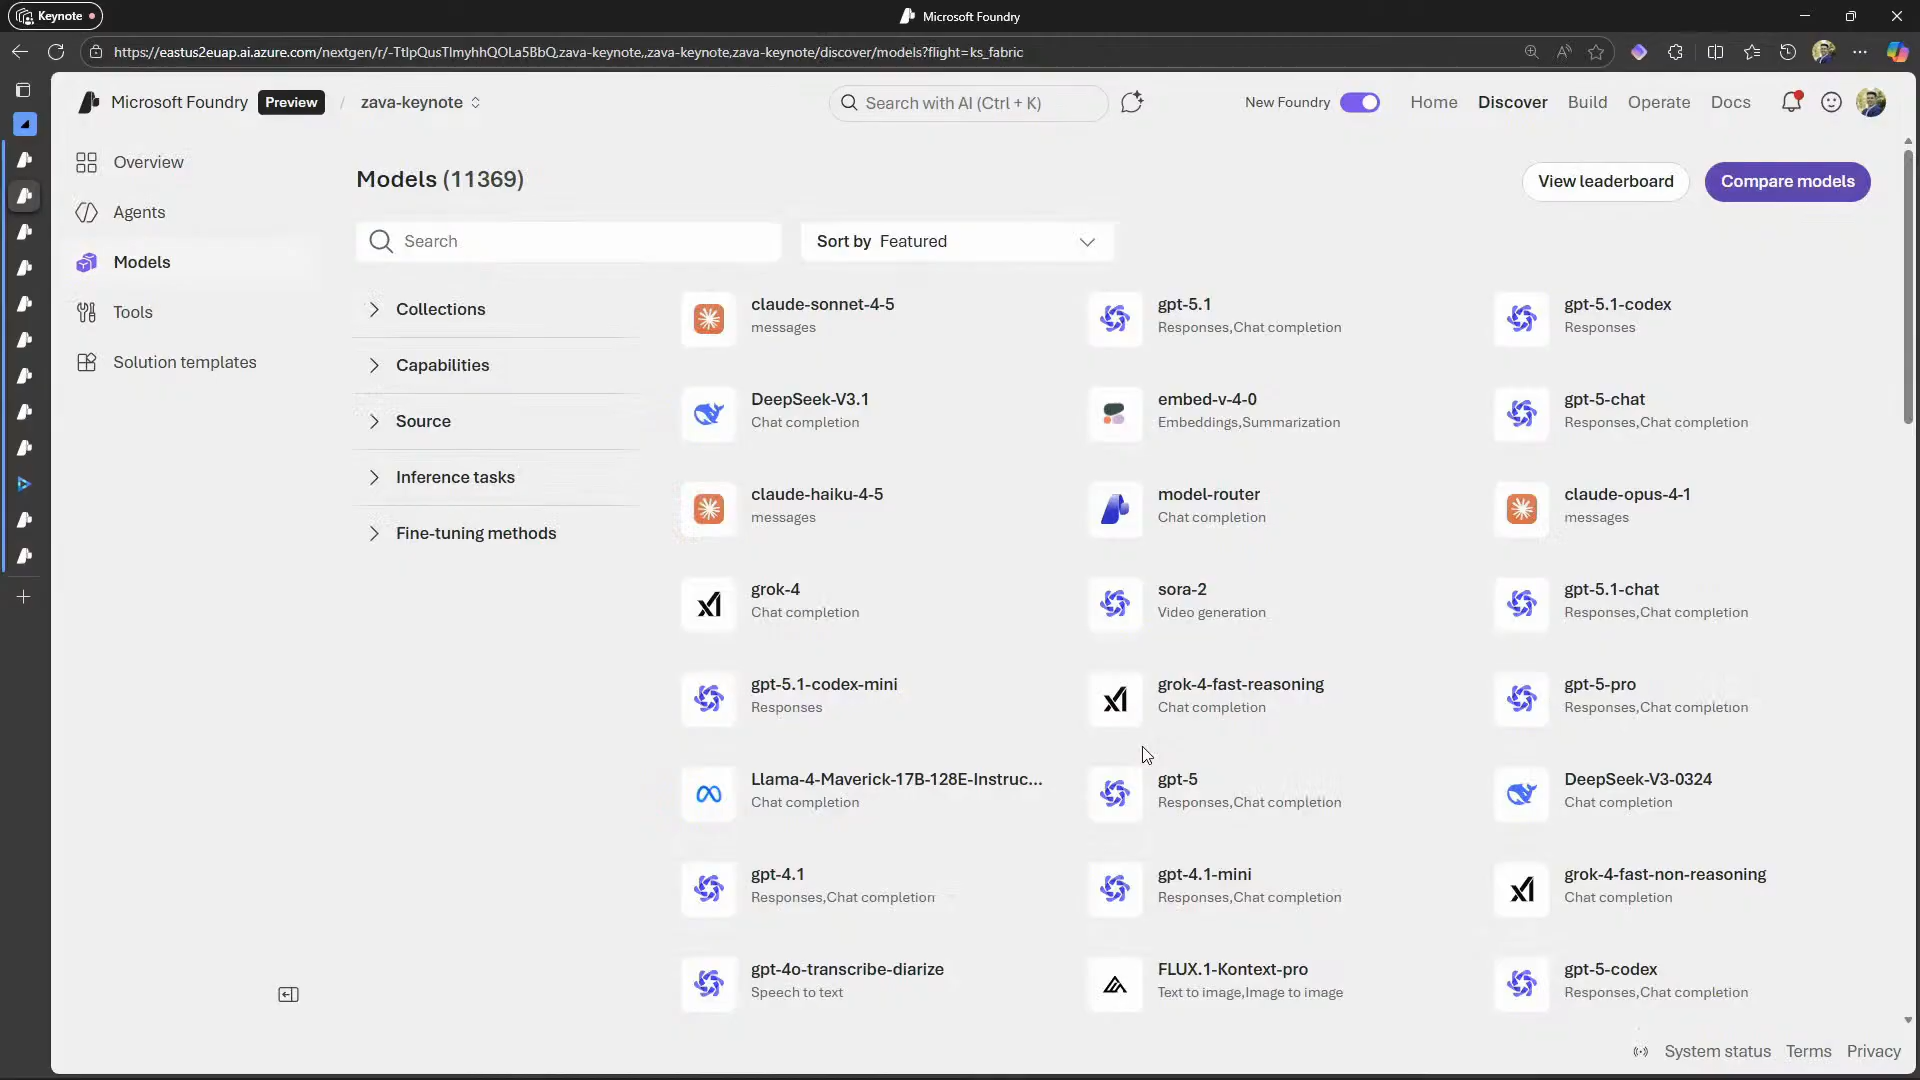 Keynote
Microsoft Foundry
https://eastus2euap.ai.azure.com/nextgen/r/-TtlpQusTlmyhhQOLa5BbQ,zava-keynote,,zava-keynote,zava-keynote/discover/models?flight=ks_fabric
Microsoft Foundry Preview / zava-keynote
Search with AI (Ctrl + K)
New Foundry
Home
Discover
Build
Operate
Docs
Overview
Agents
Models
Tools
Solution templates
Models (11369)
View leaderboard
Compare models
Search
Sort by Featured
Collections
Capabilities
Source
Inference tasks
Fine-tuning methods
claude-sonnet-4-5
messages
gpt-5.1
Responses,Chat completion
gpt-5.1-codex
Responses
DeepSeek-V3.1
Chat completion
embed-v-4-0
Embeddings,Summarization
gpt-5-chat
Responses,Chat completion
claude-haiku-4-5
messages
model-router
Chat completion
claude-opus-4-1
messages
grok-4
Chat completion
sora-2
Video generation
gpt-5.1-chat
Responses,Chat completion
gpt-5.1-codex-mini
Responses
grok-4-fast-reasoning
Chat completion
gpt-5-pro
Responses,Chat completion
Llama-4-Maverick-17B-128E-Instruc...
Chat completion
gpt-5
Responses,Chat completion
DeepSeek-V3-0324
Chat completion
gpt-4.1
Responses,Chat completion
gpt-4.1-mini
Responses,Chat completion
grok-4-fast-non-reasoning
Chat completion
gpt-4o-transcribe-diarize
Speech to text
FLUX.1-Kontext-pro
Text to image,Image to image
gpt-5-codex
Responses,Chat completion
System status
Terms
Privacy